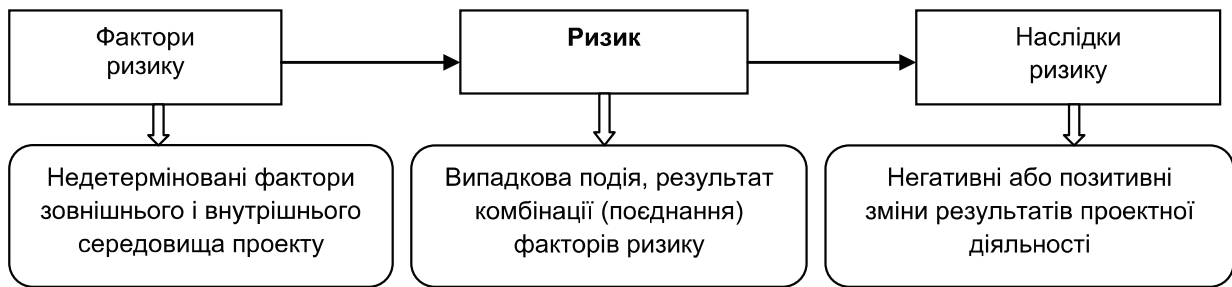 Фактори
ризику
Ризик
Наслідки
ризику
Недетерміновані фактори
зовнішнього і внутрішнього
середовища проекту
Випадкова подія, результат
комбінації (поєднання)
факторів ризику
Негативні або позитивні
зміни результатів проектної
діяльності